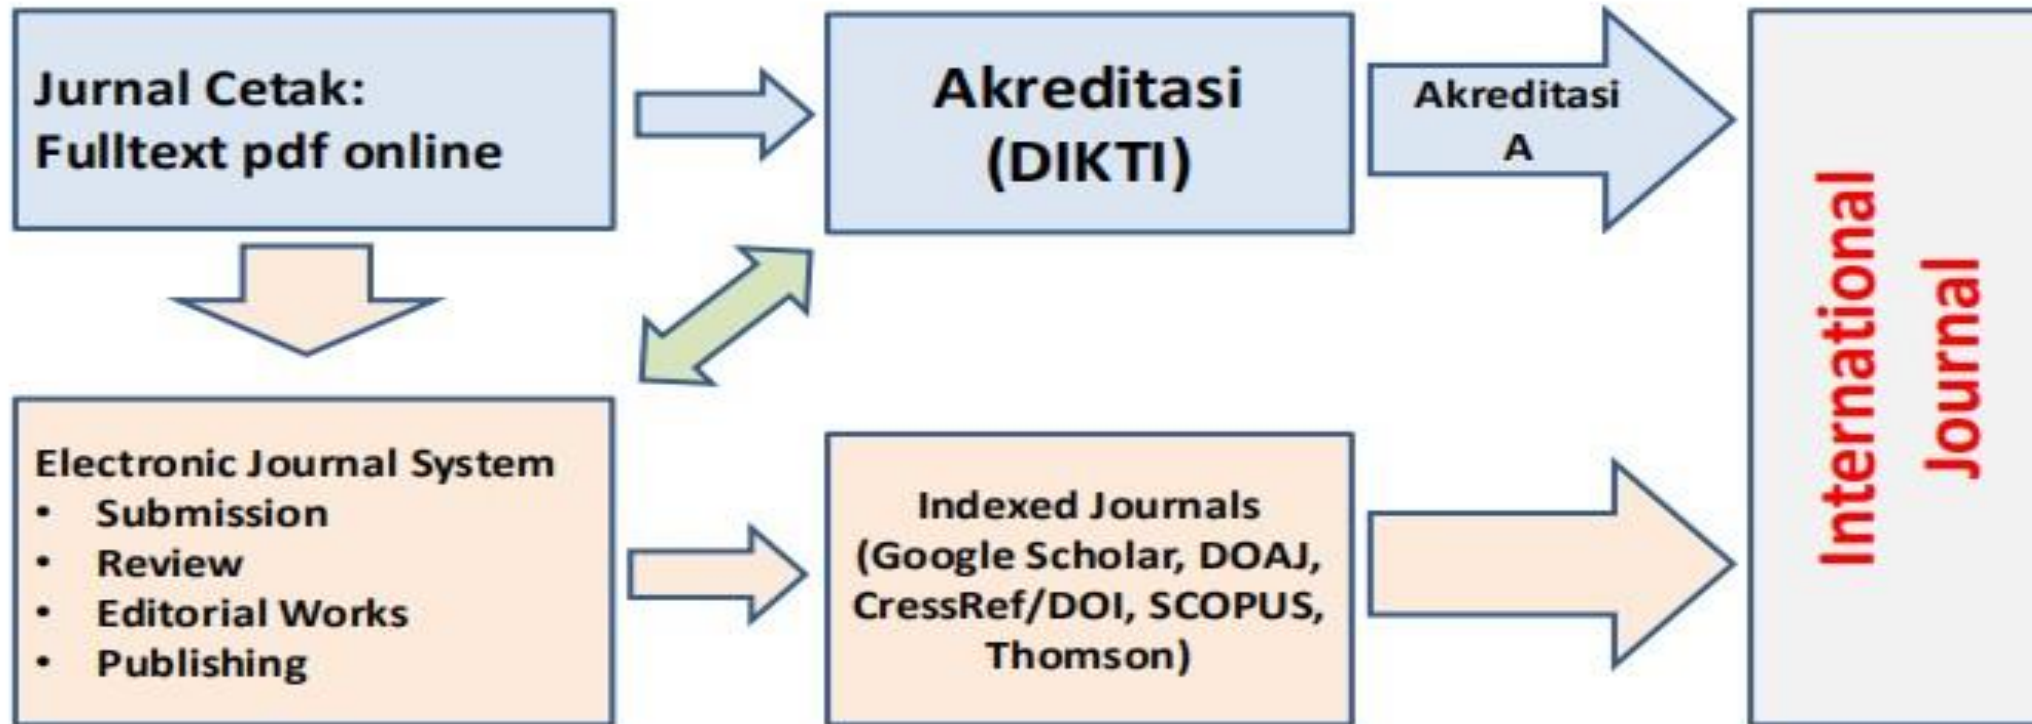 Jurnal Cetak:
Fulltext pdf online
Akreditasi
(DIKTI)
Akreditasi
A
Electronic Journal System
• Submission
• Review
• Editorial Works
• Publishing
Indexed Journals
(Google Scholar, DOAJ,
CressRef/DOI, SCOPUS,
Thomson)
International
Journal